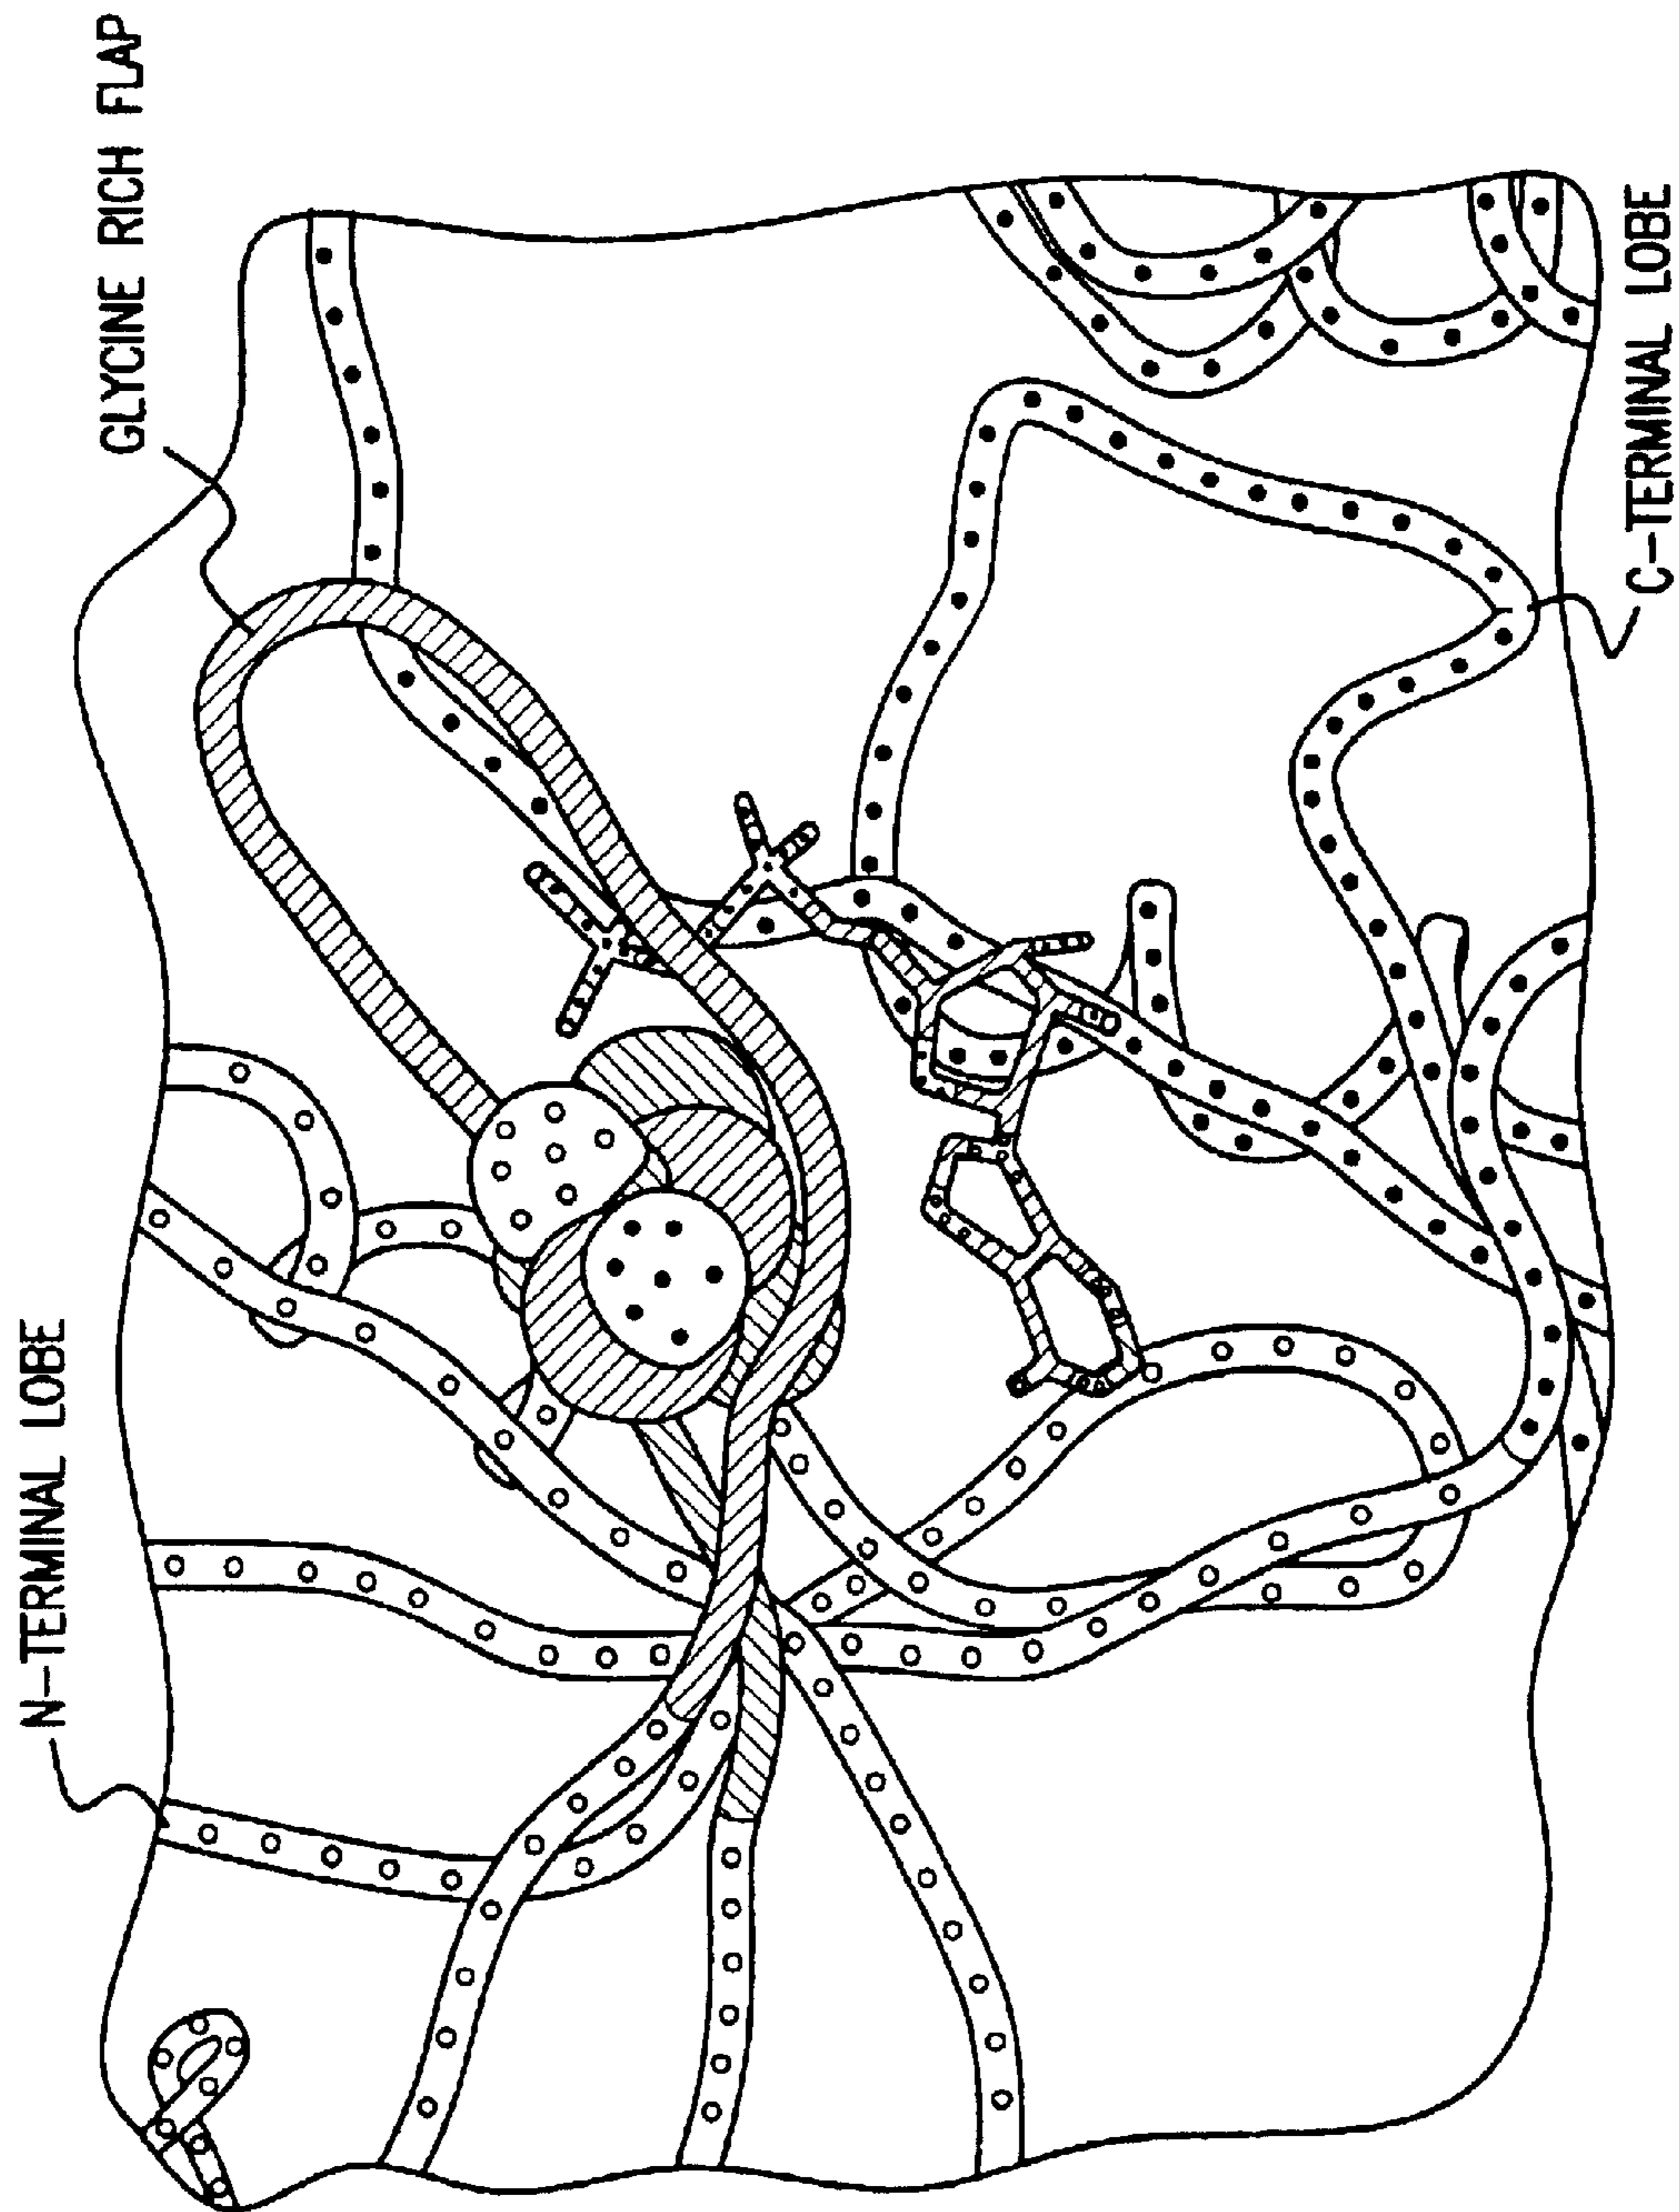 GLYCINE RICH FLAP
N-TERMINAL LOBE
C-TERMINAL LOBE